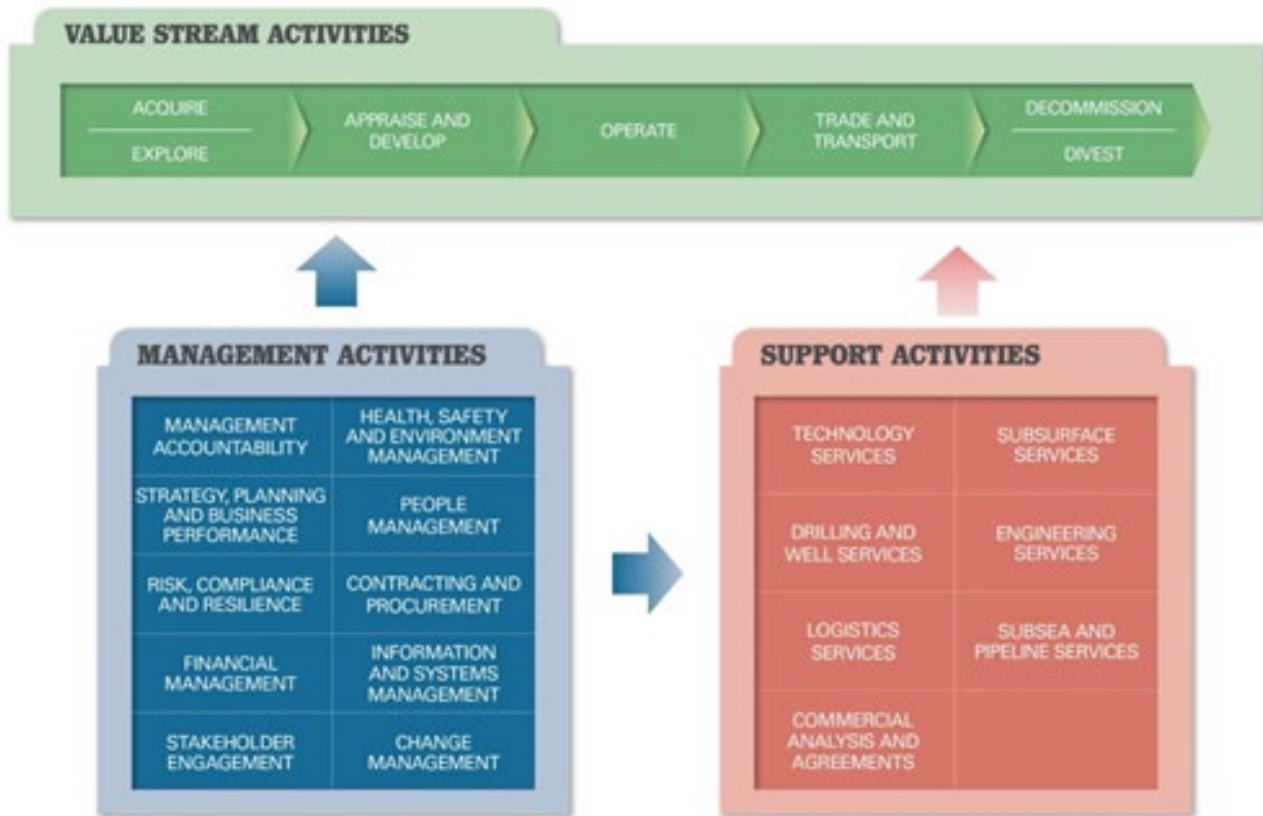 VALUE STREAM ACTIVITIES
ACQUIRE
EXPLORE
APPRAISE AND
DEVELOP
OPERATE
TRADE AND
TRANSPORT
DECOMMISSION
DIVEST
MANAGEMENT ACTIVITIES
MANAGEMENT
ACCOUNTABILITY
HEALTH, SAFETY
AND ENVIRONMENT
MANAGEMENT
STRATEGY, PLANNING
AND BUSINESS
PERFORMANCE
PEOPLE
MANAGEMENT
RISK, COMPLIANCE
AND RESILIENCE
CONTRACTING AND
PROCUREMENT
FINANCIAL
MANAGEMENT
INFORMATION
AND SYSTEMS
MANAGEMENT
STAKEHOLDER
ENGAGEMENT
CHANGE
MANAGEMENT
SUPPORT ACTIVITIES
TECHNOLOGY
SERVICES
SUBSURFACE
SERVICES
DRILLING AND
WELL SERVICES
ENGINEERING
SERVICES
LOGISTICS
SERVICES
SUBSEA AND
PIPELINE SERVICES
COMMERCIAL
ANALYSIS AND
AGREEMENTS